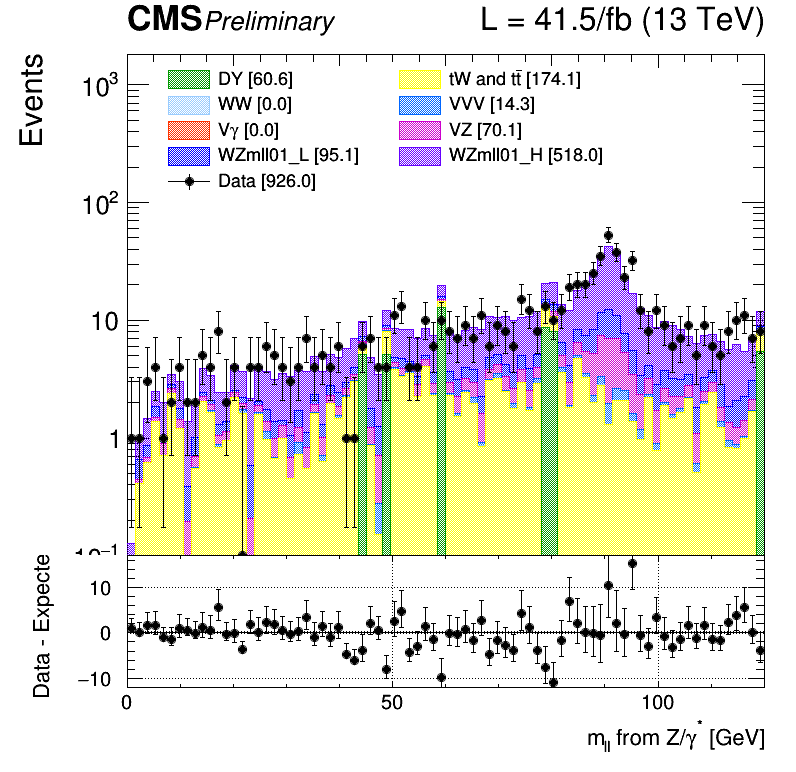 CMS Preliminary L = 41.5/fb (13 TeV)
Events
10³
10²
10
1
10⁻¹
DY [60.6]
tW and tt̄ [174.1]
WW [0.0]
VVV [14.3]
Vγ [0.0]
VZ [70.1]
WZmll01_L [95.1]
WZmll01_H [518.0]
Data [926.0]
Data - Expecte
10
0
−10
0 50 100
m_ll from Z/γ* [GeV]